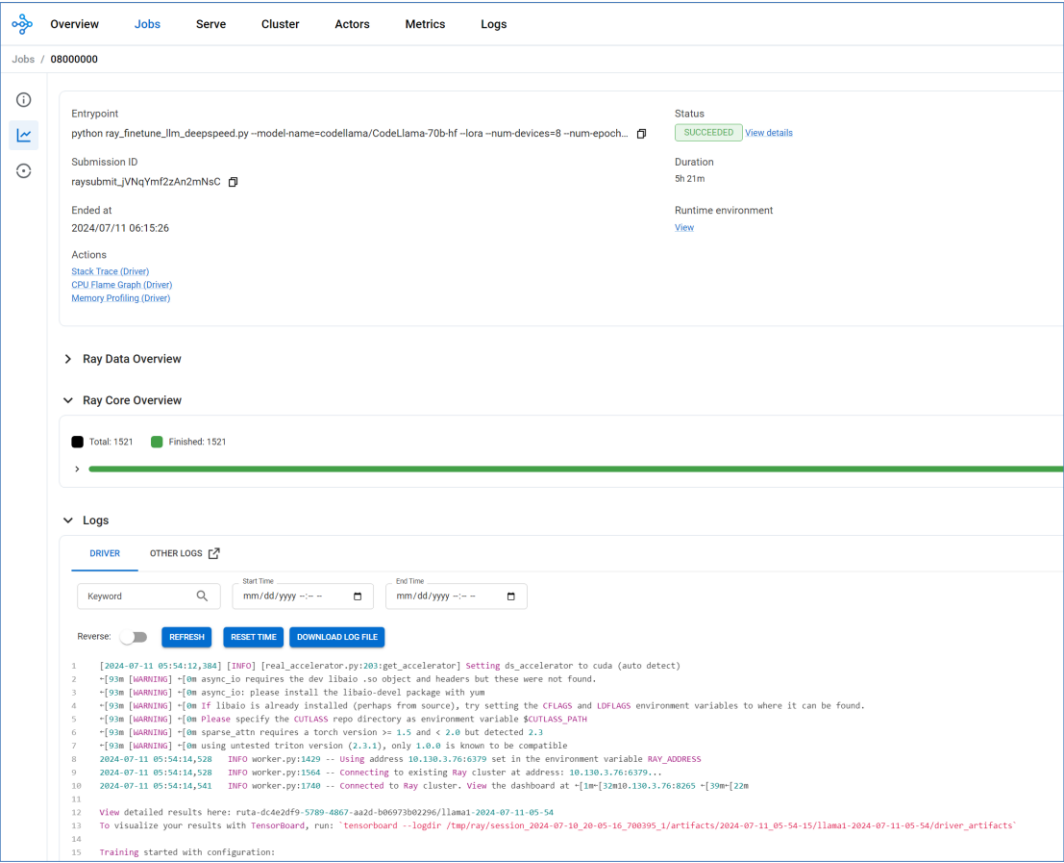 Overview Jobs Serve Cluster Actors Metrics Logs
Jobs / 08000000
Entrypoint
python ray_finetune_llm_deepspeed.py --model-name=codellama/CodeLlama-70b-hf --lora --num-devices=8 --num-epoch...
Status
SUCCEEDED View details
Submission ID
raysubmit_jVNqYmf2zAn2mNsC
Duration
5h 21m
Ended at
2024/07/11 06:15:26
Runtime environment
View
Actions
Stack Trace (Driver)
CPU Flame Graph (Driver)
Memory Profiling (Driver)
Ray Data Overview
Ray Core Overview
Total: 1521 Finished: 1521
Logs
DRIVER OTHER LOGS
Start Time End Time
Keyword mm/dd/yyyy --:-- -- mm/dd/yyyy --:-- --
Reverse: REFRESH RESET TIME DOWNLOAD LOG FILE
1 [2024-07-11 05:54:12,384] [INFO] [real_accelerator.py:203:get_accelerator] Setting ds_accelerator to cuda (auto detect)
2 ←[93m [WARNING] ←[0m async_io requires the dev libaio .so object and headers but these were not found.
3 ←[93m [WARNING] ←[0m async_io: please install the libaio-devel package with yum
4 ←[93m [WARNING] ←[0m If libaio is already installed (perhaps from source), try setting the CFLAGS and LDFLAGS environment variables to where it can be found.
5 ←[93m [WARNING] ←[0m Please specify the CUTLASS repo directory as environment variable $CUTLASS_PATH
6 ←[93m [WARNING] ←[0m sparse_attn requires a torch version >= 1.5 and < 2.0 but detected 2.3
7 ←[93m [WARNING] ←[0m using untested triton version (2.3.1), only 1.0.0 is known to be compatible
8 2024-07-11 05:54:14,528 INFO worker.py:1429 -- Using address 10.130.3.76:6379 set in the environment variable RAY_ADDRESS
9 2024-07-11 05:54:14,528 INFO worker.py:1564 -- Connecting to existing Ray cluster at address: 10.130.3.76:6379...
10 2024-07-11 05:54:14,541 INFO worker.py:1740 -- Connected to Ray cluster. View the dashboard at ←[1m←[32m10.130.3.76:8265 ←[39m←[22m
11
12 View detailed results here: ruta-dc4e2df9-5789-4867-aa2d-b06973b02296/llama1-2024-07-11-05-54
13 To visualize your results with TensorBoard, run: `tensorboard --logdir /tmp/ray/session_2024-07-10_20-05-16_700395_1/artifacts/2024-07-11_05-54-15/llama1-2024-07-11-05-54/driver_artifacts`
14
15 Training started with configuration: